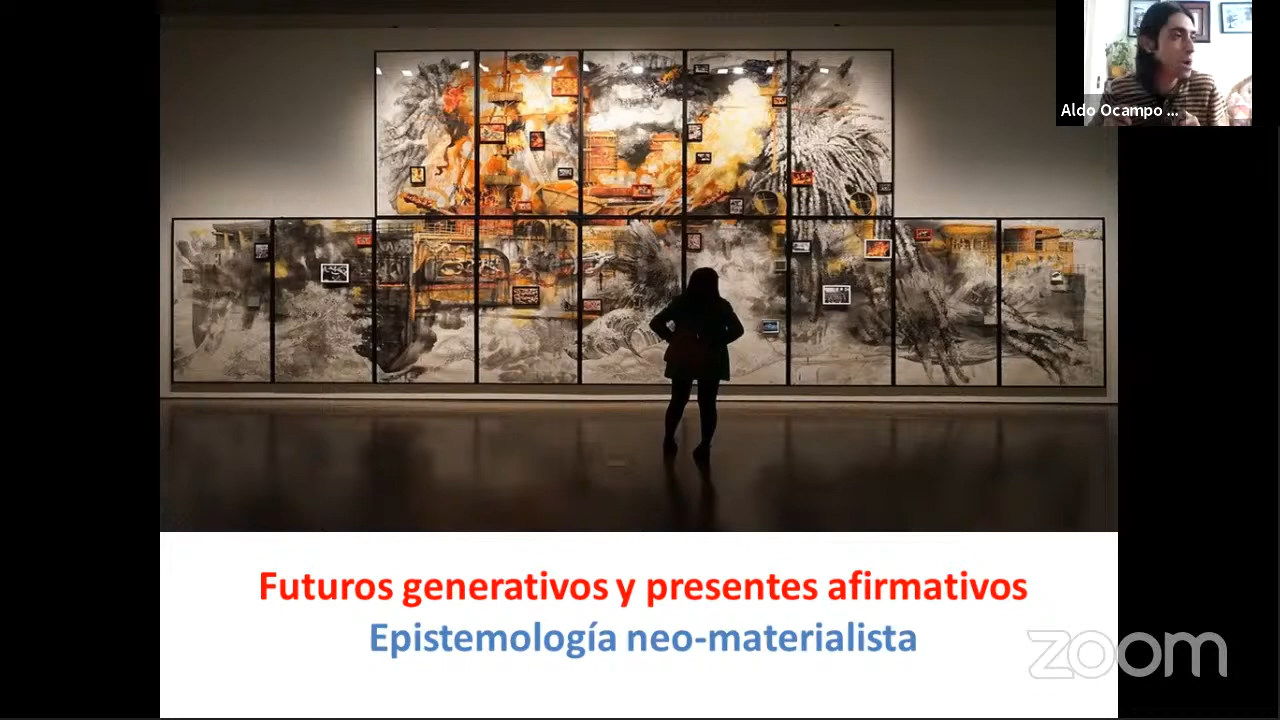 Aldo Ocampo ...
Futuros generativos y presentes afirmativos
Epistemología neo-materialista
zoom